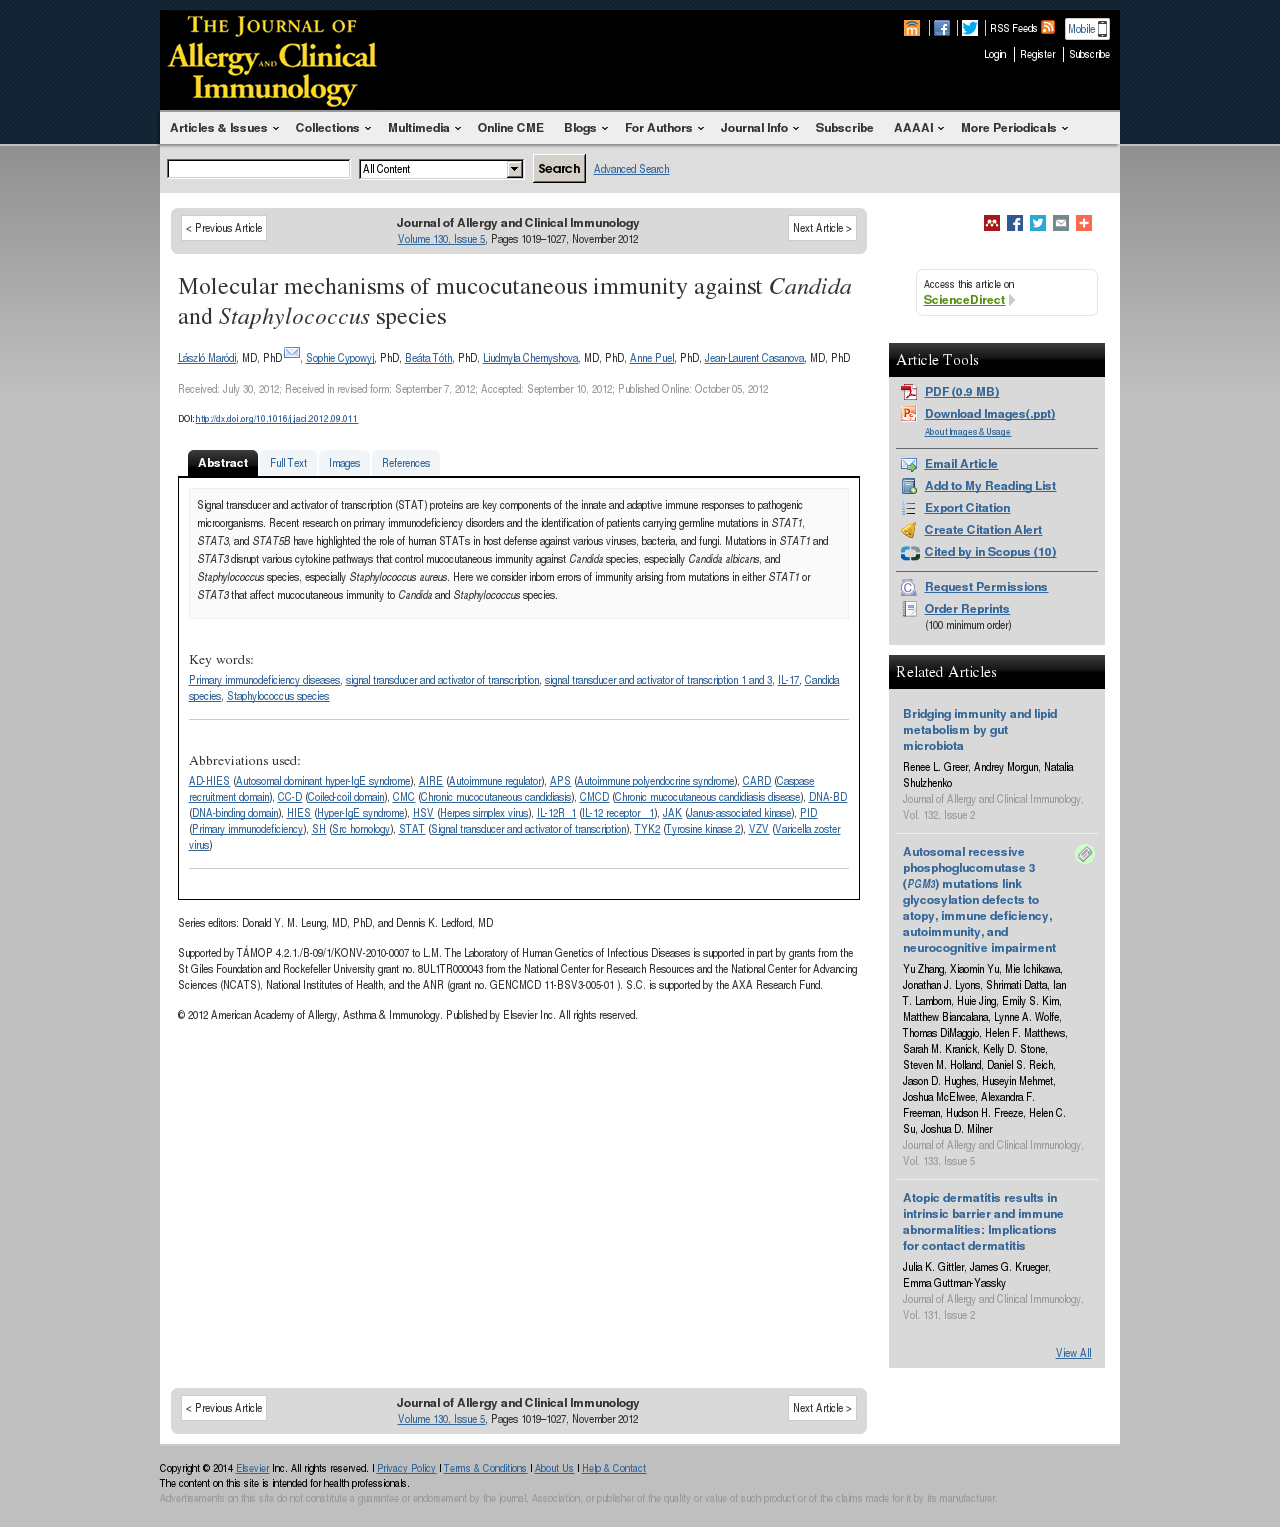 THE JOURNAL OF
Allergy AND Clinical
Immunology
RSS Feeds
Mobile
Login
Register
Subscribe
Articles & Issues
Collections
Multimedia
Online CME
Blogs
For Authors
Journal Info
Subscribe
AAAAI
More Periodicals
All Content
Search
Advanced Search
< Previous Article
Journal of Allergy and Clinical Immunology
Volume 130, Issue 5, Pages 1019–1027, November 2012
Next Article >
Molecular mechanisms of mucocutaneous immunity against Candida
and Staphylococcus species
László Maródi, MD, PhD, Sophie Cypowyj, PhD, Beáta Tóth, PhD, Liudmyla Chernyshova, MD, PhD, Anne Puel, PhD, Jean-Laurent Casanova, MD, PhD
Received: July 30, 2012; Received in revised form: September 7, 2012; Accepted: September 10, 2012; Published Online: October 05, 2012
DOI: http://dx.doi.org/10.1016/j.jaci.2012.09.011
Abstract
Full Text
Images
References
Signal transducer and activator of transcription (STAT) proteins are key components of the innate and adaptive immune responses to pathogenic
microorganisms. Recent research on primary immunodeficiency disorders and the identification of patients carrying germline mutations in STAT1,
STAT3, and STAT5B have highlighted the role of human STATs in host defense against various viruses, bacteria, and fungi. Mutations in STAT1 and
STAT3 disrupt various cytokine pathways that control mucocutaneous immunity against Candida species, especially Candida albicans, and
Staphylococcus species, especially Staphylococcus aureus. Here we consider inborn errors of immunity arising from mutations in either STAT1 or
STAT3 that affect mucocutaneous immunity to Candida and Staphylococcus species.
Key words:
Primary immunodeficiency diseases, signal transducer and activator of transcription, signal transducer and activator of transcription 1 and 3, IL-17, Candida
species, Staphylococcus species
Abbreviations used:
AD-HIES (Autosomal dominant hyper-IgE syndrome), AIRE (Autoimmune regulator), APS (Autoimmune polyendocrine syndrome), CARD (Caspase
recruitment domain), CC-D (Coiled-coil domain), CMC (Chronic mucocutaneous candidiasis), CMCD (Chronic mucocutaneous candidiasis disease), DNA-BD
(DNA-binding domain), HIES (Hyper-IgE syndrome), HSV (Herpes simplex virus), IL-12R 1 (IL-12 receptor 1), JAK (Janus-associated kinase), PID
(Primary immunodeficiency), SH (Src homology), STAT (Signal transducer and activator of transcription), TYK2 (Tyrosine kinase 2), VZV (Varicella zoster
virus)
Series editors: Donald Y. M. Leung, MD, PhD, and Dennis K. Ledford, MD
Supported by TÁMOP 4.2.1./B-09/1/KONV-2010-0007 to L.M. The Laboratory of Human Genetics of Infectious Diseases is supported in part by grants from the
St Giles Foundation and Rockefeller University grant no. 8UL1TR000043 from the National Center for Research Resources and the National Center for Advancing
Sciences (NCATS), National Institutes of Health, and the ANR (grant no. GENCMCD 11-BSV3-005-01 ). S.C. is supported by the AXA Research Fund.
© 2012 American Academy of Allergy, Asthma & Immunology. Published by Elsevier Inc. All rights reserved.
Access this article on
ScienceDirect
Article Tools
PDF (0.9 MB)
Download Images(.ppt)
About Images & Usage
Email Article
Add to My Reading List
Export Citation
Create Citation Alert
Cited by in Scopus (10)
Request Permissions
Order Reprints
(100 minimum order)
Related Articles
Bridging immunity and lipid
metabolism by gut
microbiota
Renee L. Greer, Andrey Morgun, Natalia
Shulzhenko
Journal of Allergy and Clinical Immunology,
Vol. 132, Issue 2
Autosomal recessive
phosphoglucomutase 3
(PGM3) mutations link
glycosylation defects to
atopy, immune deficiency,
autoimmunity, and
neurocognitive impairment
Yu Zhang, Xiaomin Yu, Mie Ichikawa,
Jonathan J. Lyons, Shrimati Datta, Ian
T. Lamborn, Huie Jing, Emily S. Kim,
Matthew Biancalana, Lynne A. Wolfe,
Thomas DiMaggio, Helen F. Matthews,
Sarah M. Kranick, Kelly D. Stone,
Steven M. Holland, Daniel S. Reich,
Jason D. Hughes, Huseyin Mehmet,
Joshua McElwee, Alexandra F.
Freeman, Hudson H. Freeze, Helen C.
Su, Joshua D. Milner
Journal of Allergy and Clinical Immunology,
Vol. 133, Issue 5
Atopic dermatitis results in
intrinsic barrier and immune
abnormalities: Implications
for contact dermatitis
Julia K. Gittler, James G. Krueger,
Emma Guttman-Yassky
Journal of Allergy and Clinical Immunology,
Vol. 131, Issue 2
View All
< Previous Article
Journal of Allergy and Clinical Immunology
Volume 130, Issue 5, Pages 1019–1027, November 2012
Next Article >
Copyright © 2014 Elsevier Inc. All rights reserved. | Privacy Policy | Terms & Conditions | About Us | Help & Contact
The content on this site is intended for health professionals.
Advertisements on this site do not constitute a guarantee or endorsement by the journal, Association, or publisher of the quality or value of such product or of the claims made for it by its manufacturer.